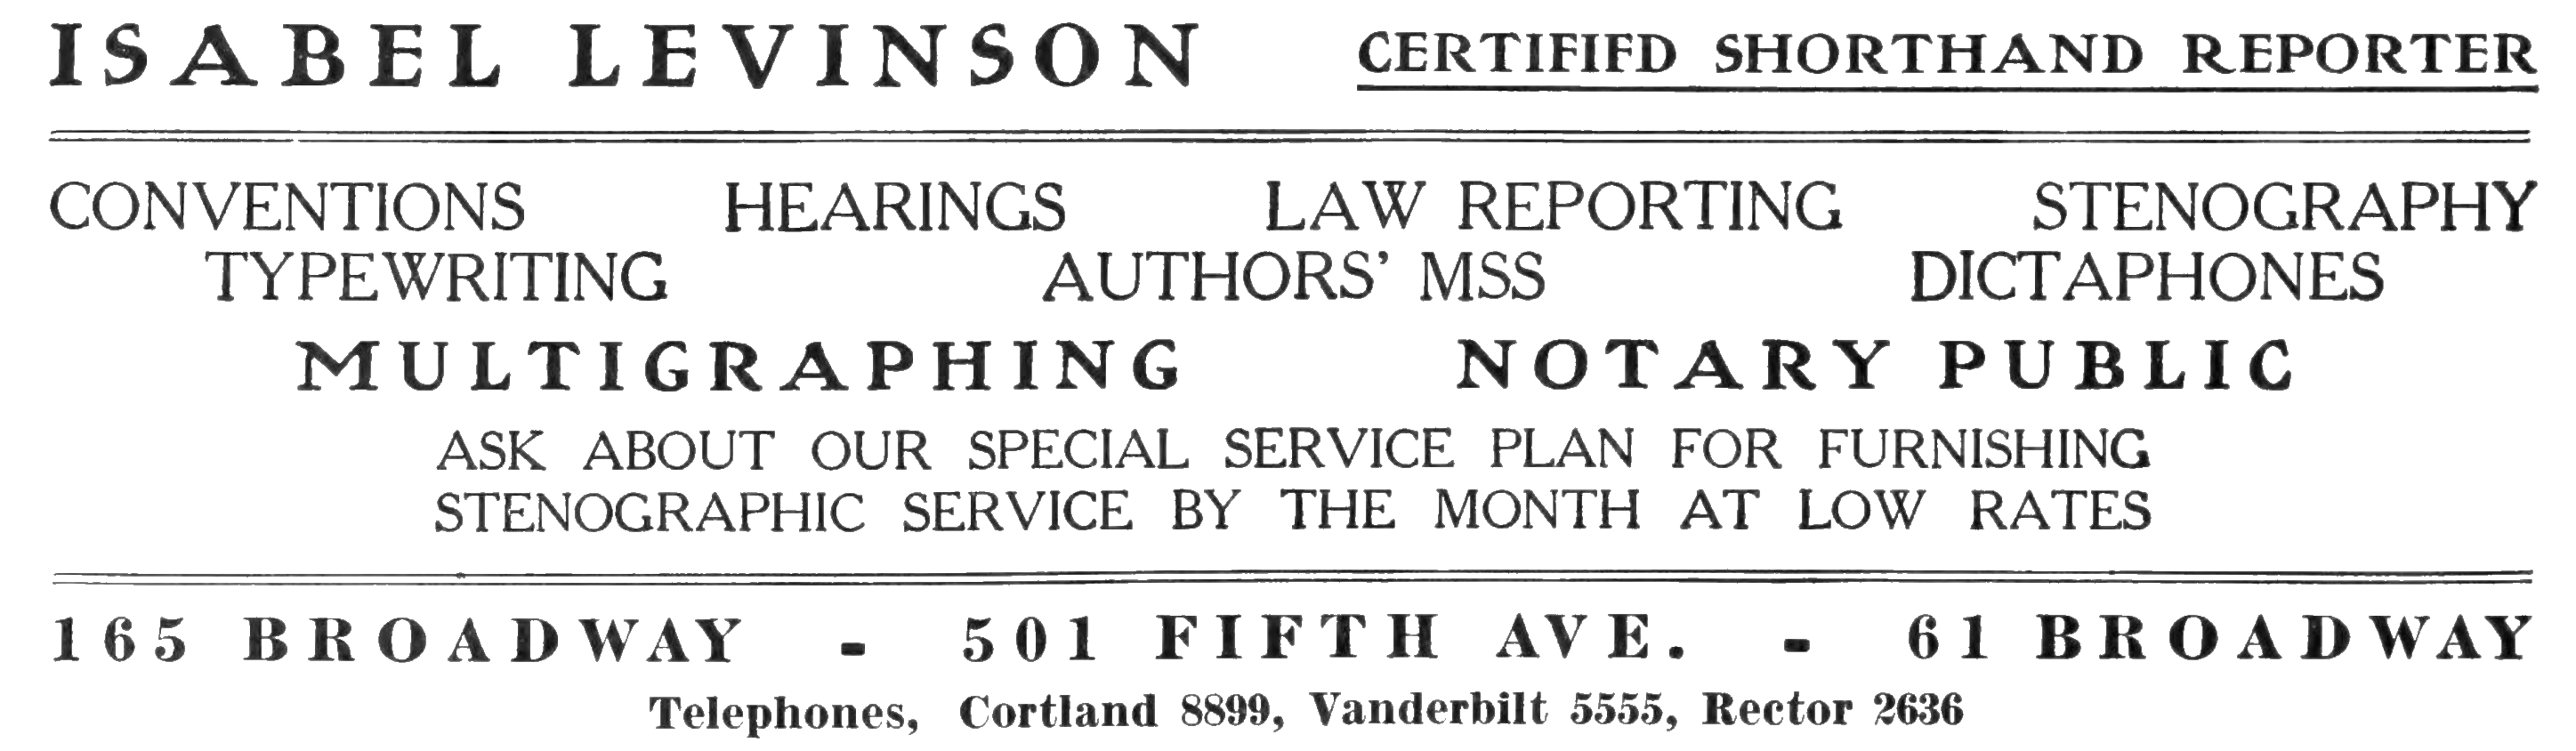 ISABEL LEVINSON CERTIFIFD SHORTHAND REPORTER
CONVENTIONS HEARINGS LAW REPORTING STENOGRAPHY
TYPEWRITING AUTHORS' MSS DICTAPHONES
MULTIGRAPHING NOTARY PUBLIC
ASK ABOUT OUR SPECIAL SERVICE PLAN FOR FURNISHING
STENOGRAPHIC SERVICE BY THE MONTH AT LOW RATES
165 BROADWAY - 501 FIFTH AVE. - 61 BROADWAY
Telephones, Cortland 8899, Vanderbilt 5555, Rector 2636